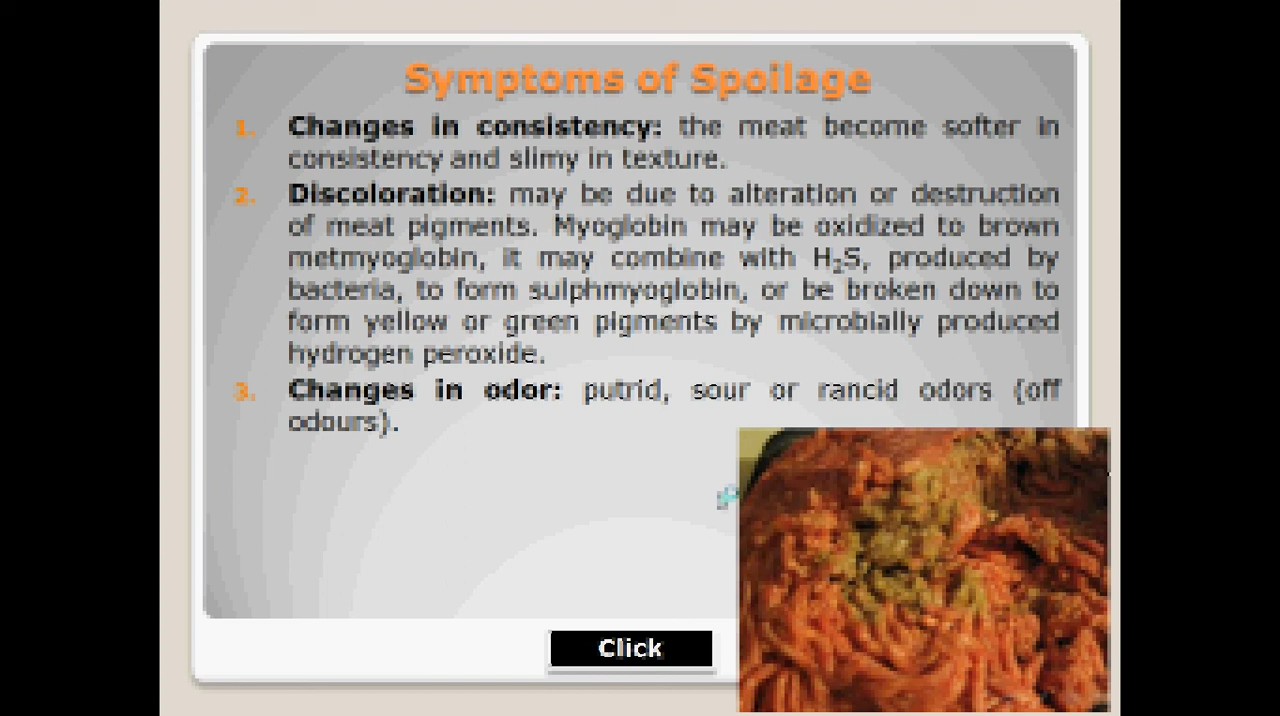 Symptoms of Spoilage
1. Changes in consistency: the meat become softer in
consistency and slimy in texture.
2. Discoloration: may be due to alteration or destruction
of meat pigments. Myoglobin may be oxidized to brown
metmyoglobin, it may combine with H₂S, produced by
bacteria, to form sulphmyoglobin, or be broken down to
form yellow or green pigments by microbially produced
hydrogen peroxide.
3. Changes in odor: putrid, sour or rancid odors (off
odours).
Click